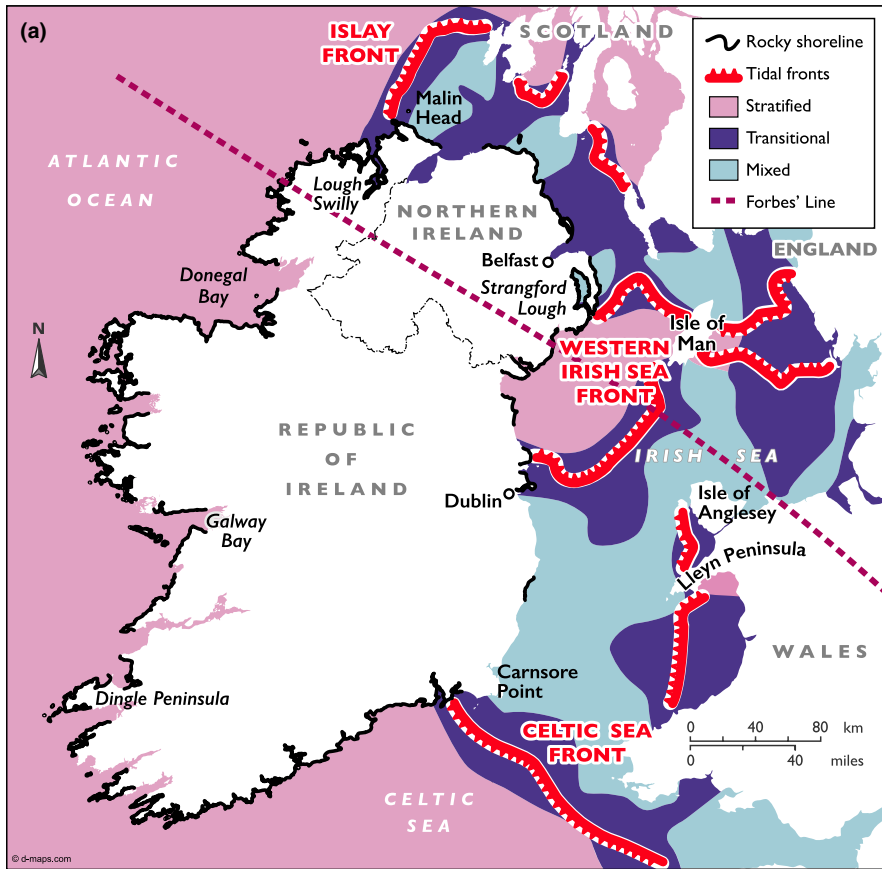 (a)
ISLAY
FRONT
SCOTLAND
Rocky shoreline
Tidal fronts
Stratified
Transitional
Mixed
Forbes' Line
Malin
Head
ATLANTIC
OCEAN
Lough
Swilly
NORTHERN
IRELAND
ENGLAND
Belfast
Donegal
Bay
Strangford
Lough
N
Isle of
Man
WESTERN
IRISH SEA
FRONT
REPUBLIC
OF
IRELAND
IRISH SEA
Dublin
Isle of
Anglesey
Galway
Bay
Lleyn Peninsula
WALES
Carnsore
Point
Dingle Peninsula
CELTIC SEA
FRONT
0 40 80 km
0 40 miles
CELTIC
SEA
© d-maps.com